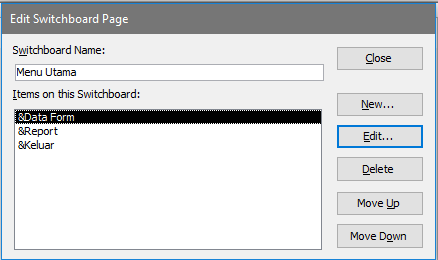 Edit Switchboard Page
Switchboard Name:
Close
Menu Utama
Items on this Switchboard:
New...
&Data Form
&Report
&Keluar
Edit...
Delete
Move Up
Move Down